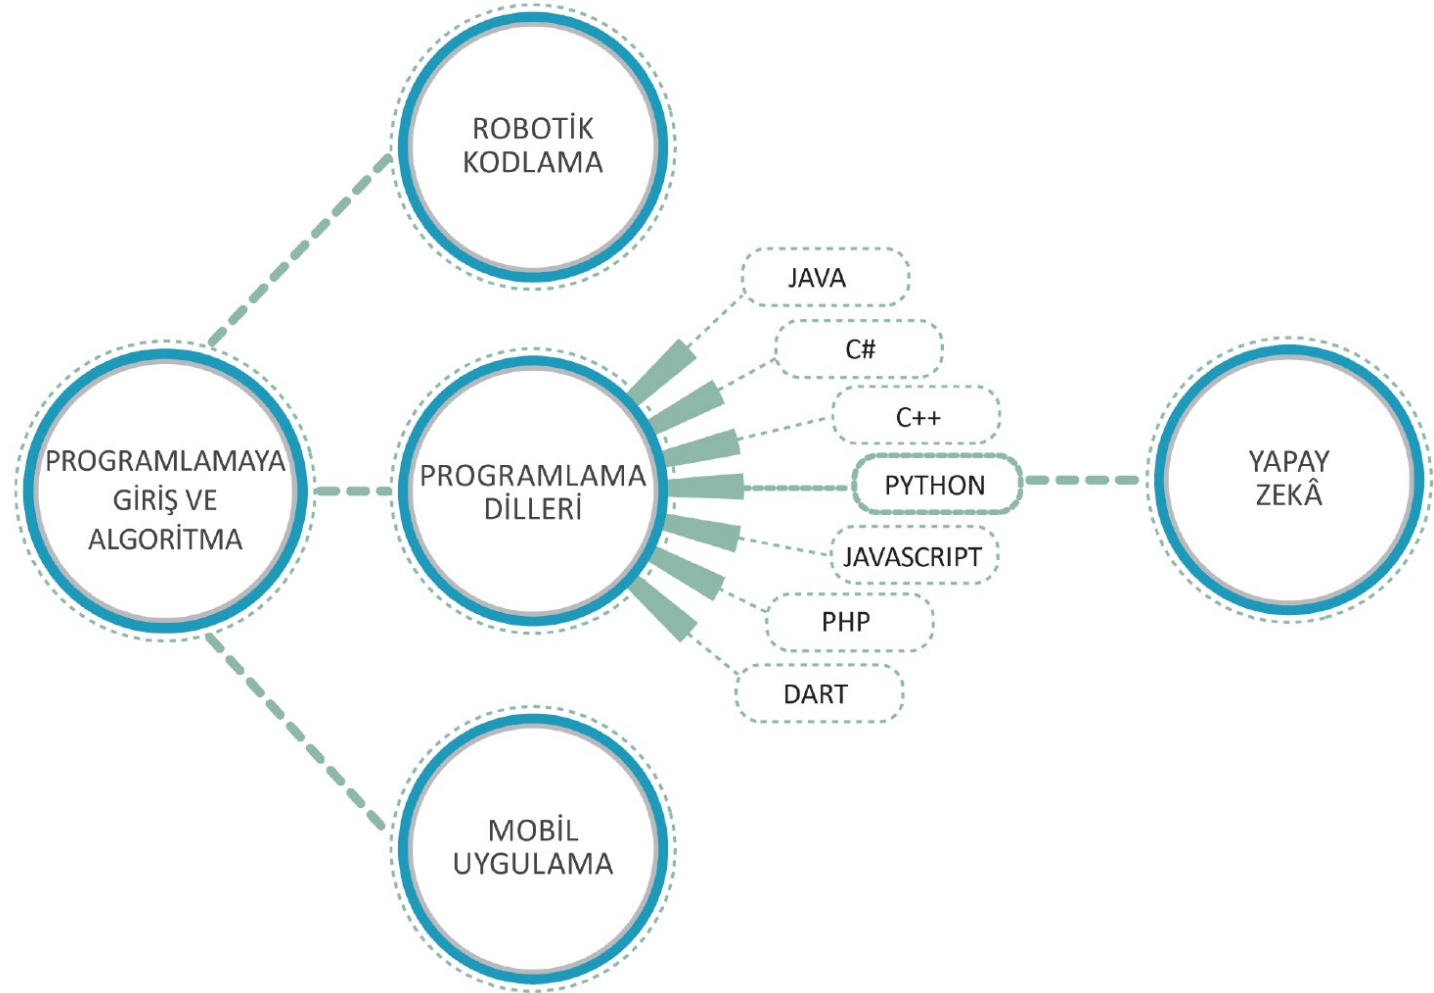 ROBOTİK
KODLAMA
PROGRAMLAMAYA
GİRİŞ VE
ALGORİTMA
PROGRAMLAMA
DİLLERİ
JAVA
C#
C++
PYTHON
JAVASCRIPT
PHP
DART
YAPAY
ZEKÂ
MOBİL
UYGULAMA